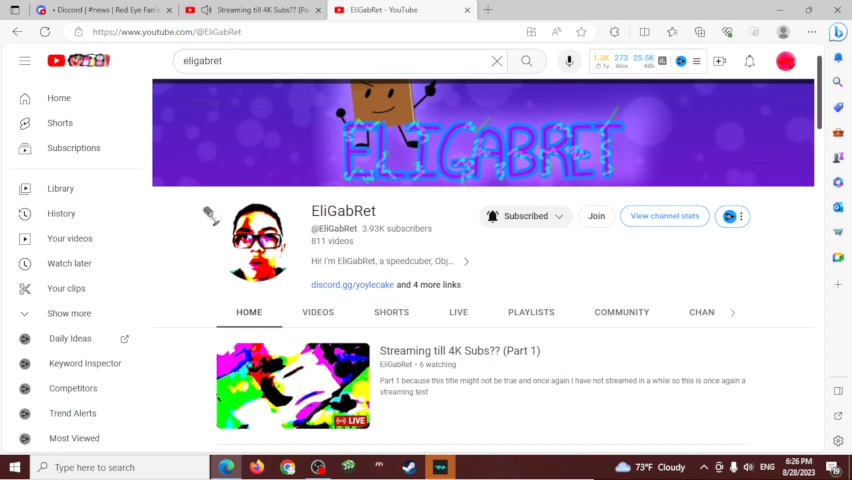 Discord | #news | Red Eye Fan's
Streaming till 4K Subs?? (Pa
EliGabRet - YouTube
https://www.youtube.com/@EliGabRet
eligabret
1.3K 273 25.5K
1y 60m 48h
ELIGABRET
Home
Shorts
Subscriptions
Library
History
Your videos
Watch later
Your clips
Show more
Daily Ideas
Keyword Inspector
Competitors
Trend Alerts
Most Viewed
EliGabRet
@EliGabRet 3.93K subscribers
811 videos
Hi! I'm EliGabRet, a speedcuber, Obj...
discord.gg/yoylecake and 4 more links
Subscribed
Join
View channel stats
HOME VIDEOS SHORTS LIVE PLAYLISTS COMMUNITY CHAN
LIVE
Streaming till 4K Subs?? (Part 1)
EliGabRet • 6 watching
Part 1 because this title might not be true and once again I have not streamed in a while so this is once again a
streaming test
Type here to search
73°F Cloudy
ENG
6:26 PM
8/28/2023
19